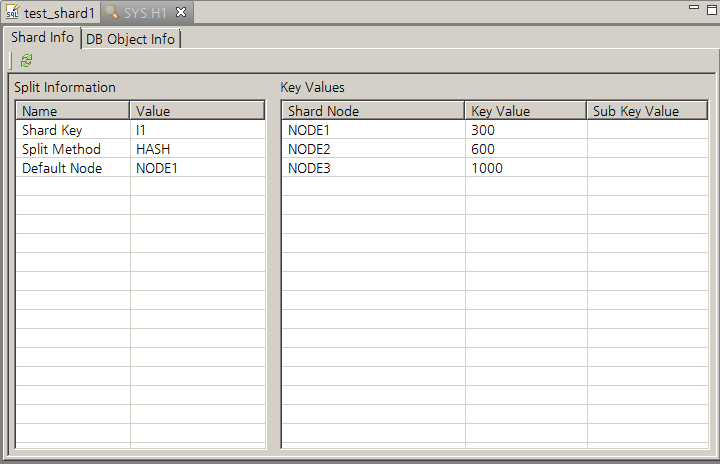 test_shard1 SYS.H1
Shard Info DB Object Info
Split Information
Name Value
Shard Key I1
Split Method HASH
Default Node NODE1
Key Values
Shard Node Key Value Sub Key Value
NODE1 300
NODE2 600
NODE3 1000